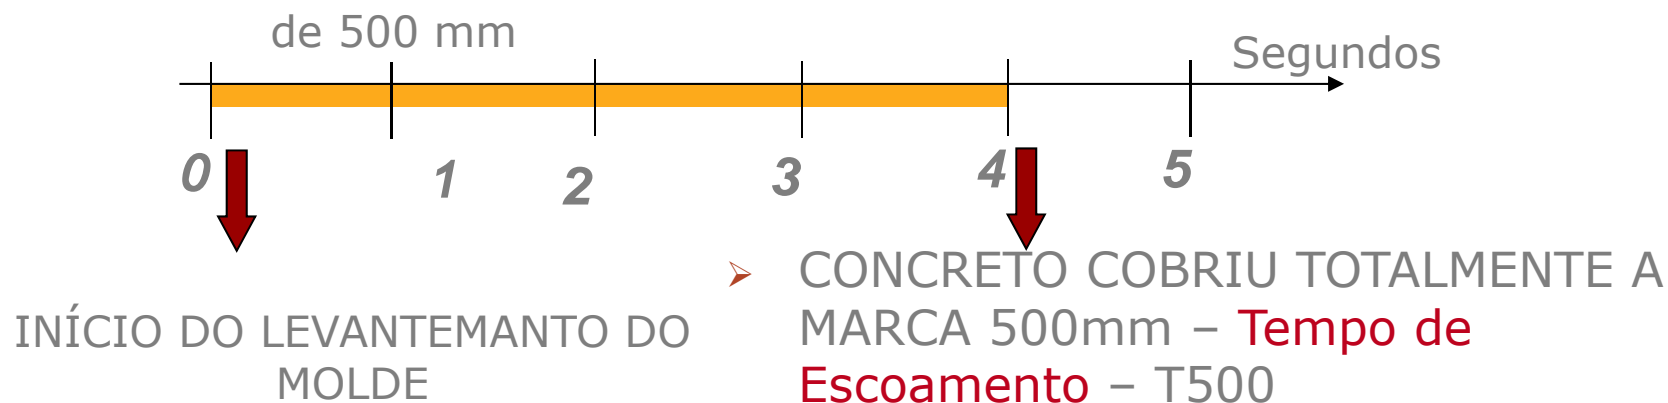 de 500 mm
Segundos
0 1 2 3 4 5
INÍCIO DO LEVANTEMANTO DO
MOLDE
CONCRETO COBRIU TOTALMENTE A
MARCA 500mm – Tempo de
Escoamento – T500